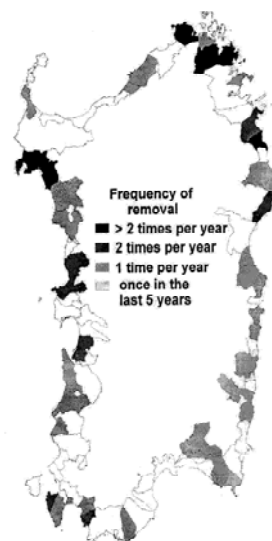 Frequency of
removal
> 2 times per year
2 times per year
1 time per year
once in the
last 5 years